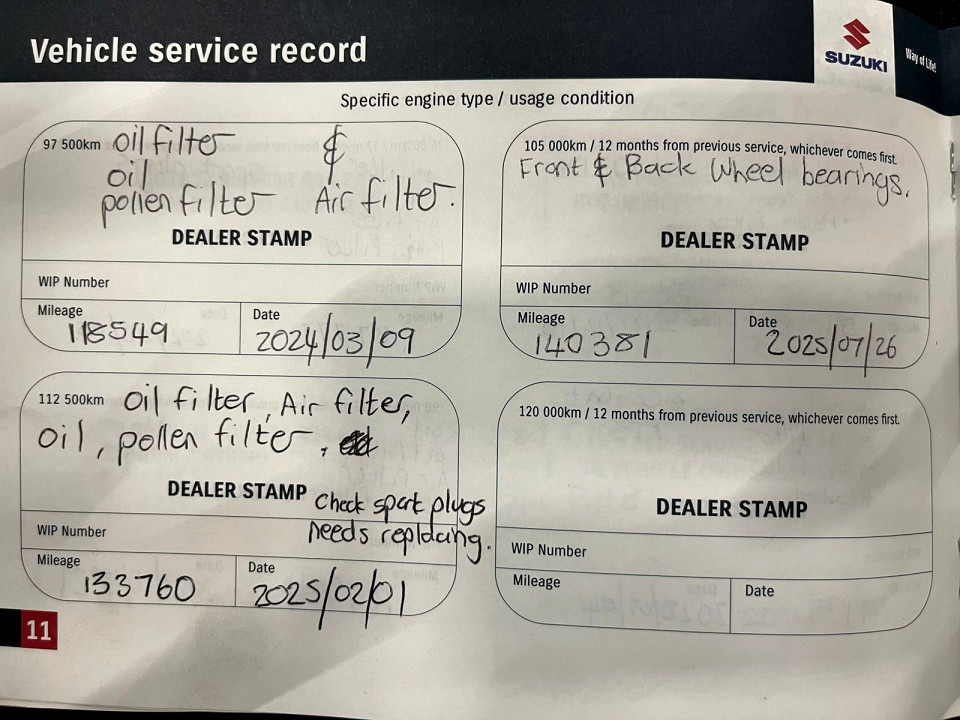 Vehicle service record
SUZUKI
Way of Life!
Specific engine type / usage condition
97 500km oil filter &
oil
pollen filter Air filter.
DEALER STAMP
WIP Number
Mileage Date
118549 2024/03/09
105 000km / 12 months from previous service, whichever comes first.
Front & Back Wheel bearings.
DEALER STAMP
WIP Number
Mileage Date
140381 2025/07/26
112 500km Oil filter, Air filter,
oil, pollen filter,
DEALER STAMP
Check spark plugs
Needs replacing.
WIP Number
Mileage Date
133760 2025/02/01
120 000km / 12 months from previous service, whichever comes first.
DEALER STAMP
WIP Number
Mileage Date
11